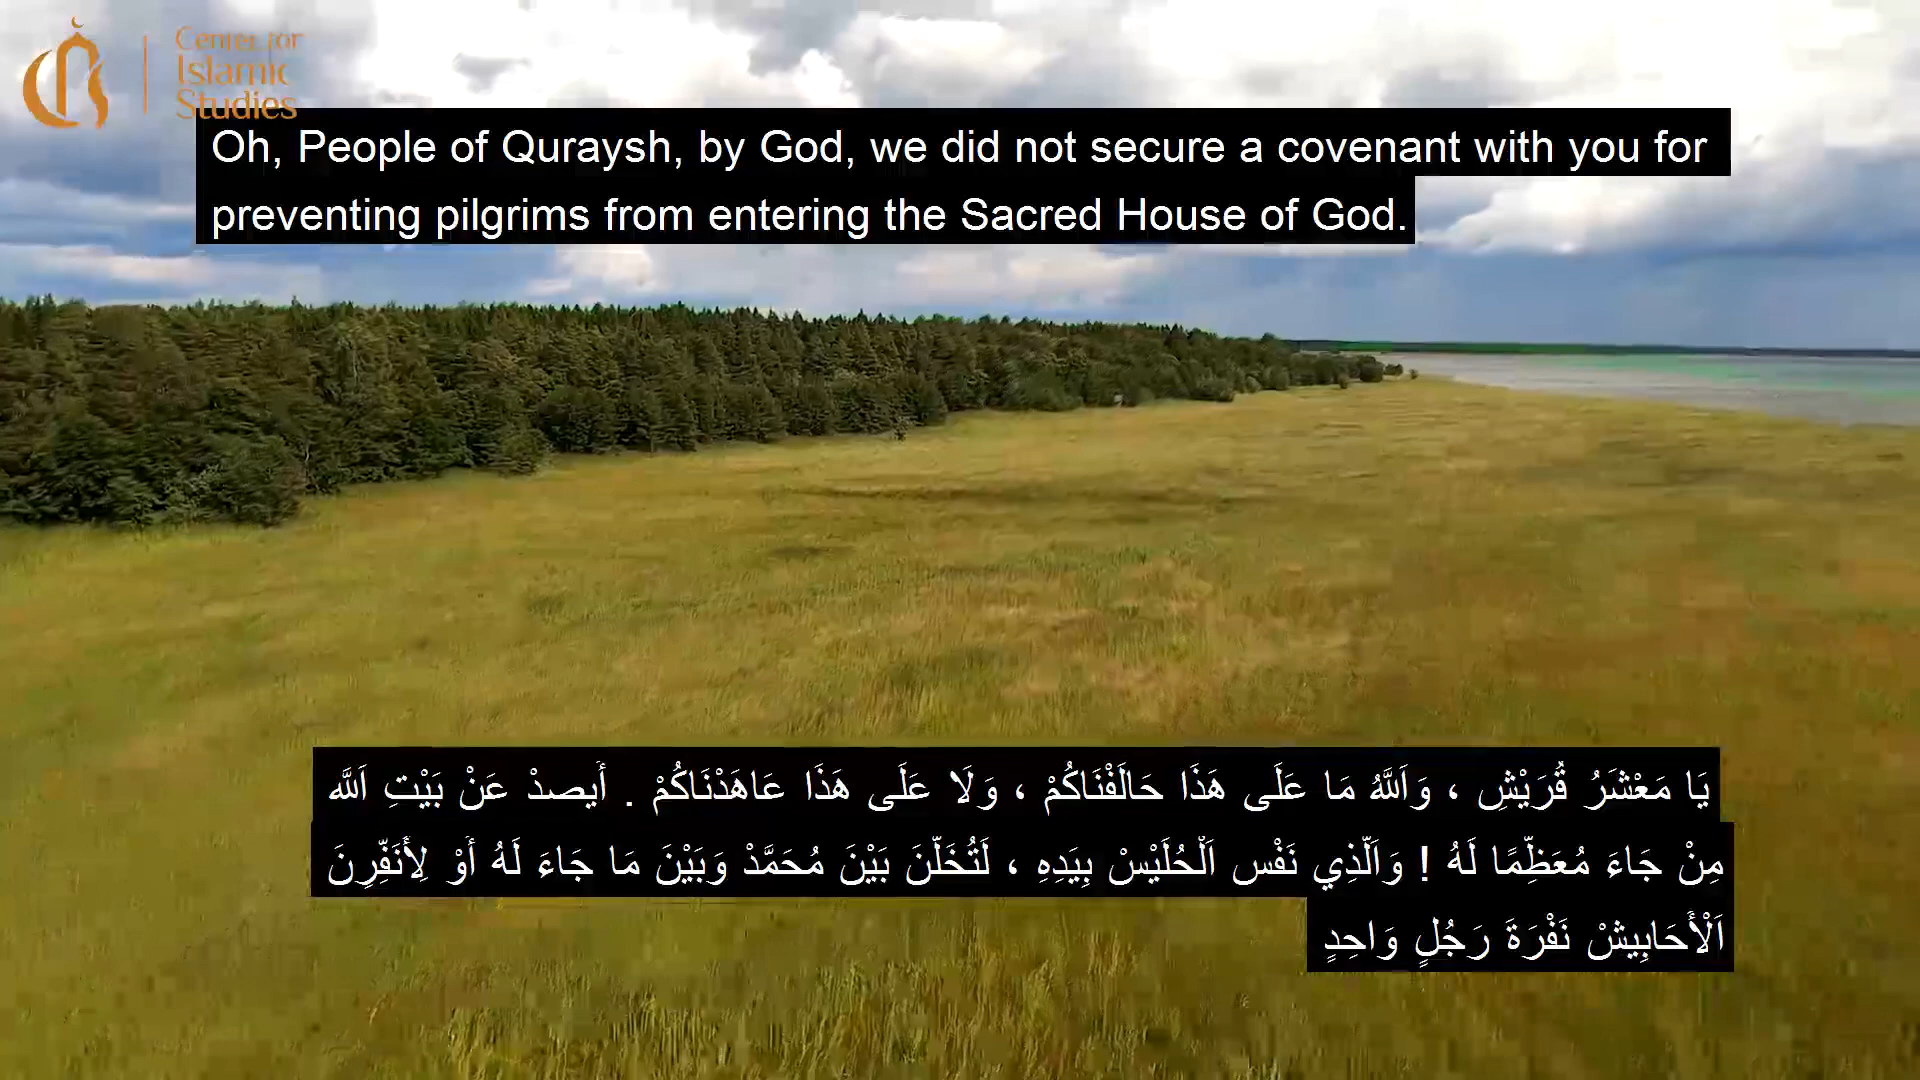 Center for
Islamic
Studies
Oh, People of Quraysh, by God, we did not secure a covenant with you for
preventing pilgrims from entering the Sacred House of God.
يَا مَعْشَرُ قُرَيْشِ ، وَاَللَّهُ مَا عَلَى هَذَا حَالَفْنَاكُمْ ، وَلَا عَلَى هَذَا عَاهَدْنَاكُمْ . أَيصدْ عَنْ بَيْتِ اَللَّه
مِنْ جَاءَ مُعَظِّمًا لَهُ ! وَاَلَّذِي نَفْس اَلْحُلَيْسْ بِيَدِهِ ، لَتُخَلّنَ بَيْنَ مُحَمَّدْ وَبَيْنَ مَا جَاءَ لَهُ أَوْ لِأَنَفِّرِنَ
اَلْأَحَابِيشْ نَفْرَةَ رَجُلٍ وَاحِدٍ